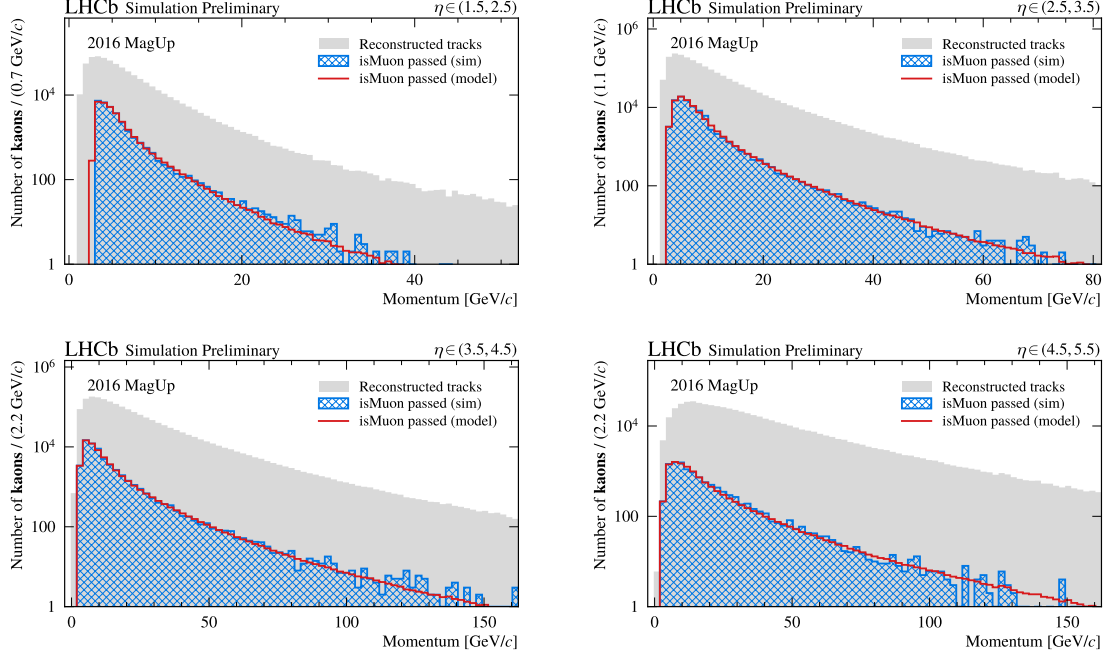 LHCb Simulation Preliminary
η∈(1.5,2.5)
2016 MagUp
Reconstructed tracks
isMuon passed (sim)
isMuon passed (model)
Number of kaons / (0.7 GeV/c)
10⁴
100
1
0 20 40
Momentum [GeV/c]
LHCb Simulation Preliminary
η∈(2.5,3.5)
2016 MagUp
Reconstructed tracks
isMuon passed (sim)
isMuon passed (model)
Number of kaons / (1.1 GeV/c)
10⁶
10⁴
100
1
0 20 40 60 80
Momentum [GeV/c]
LHCb Simulation Preliminary
η∈(3.5,4.5)
2016 MagUp
Reconstructed tracks
isMuon passed (sim)
isMuon passed (model)
Number of kaons / (2.2 GeV/c)
10⁶
10⁴
100
1
0 50 100 150
Momentum [GeV/c]
LHCb Simulation Preliminary
η∈(4.5,5.5)
2016 MagUp
Reconstructed tracks
isMuon passed (sim)
isMuon passed (model)
Number of kaons / (2.2 GeV/c)
10⁴
100
1
0 50 100 150
Momentum [GeV/c]